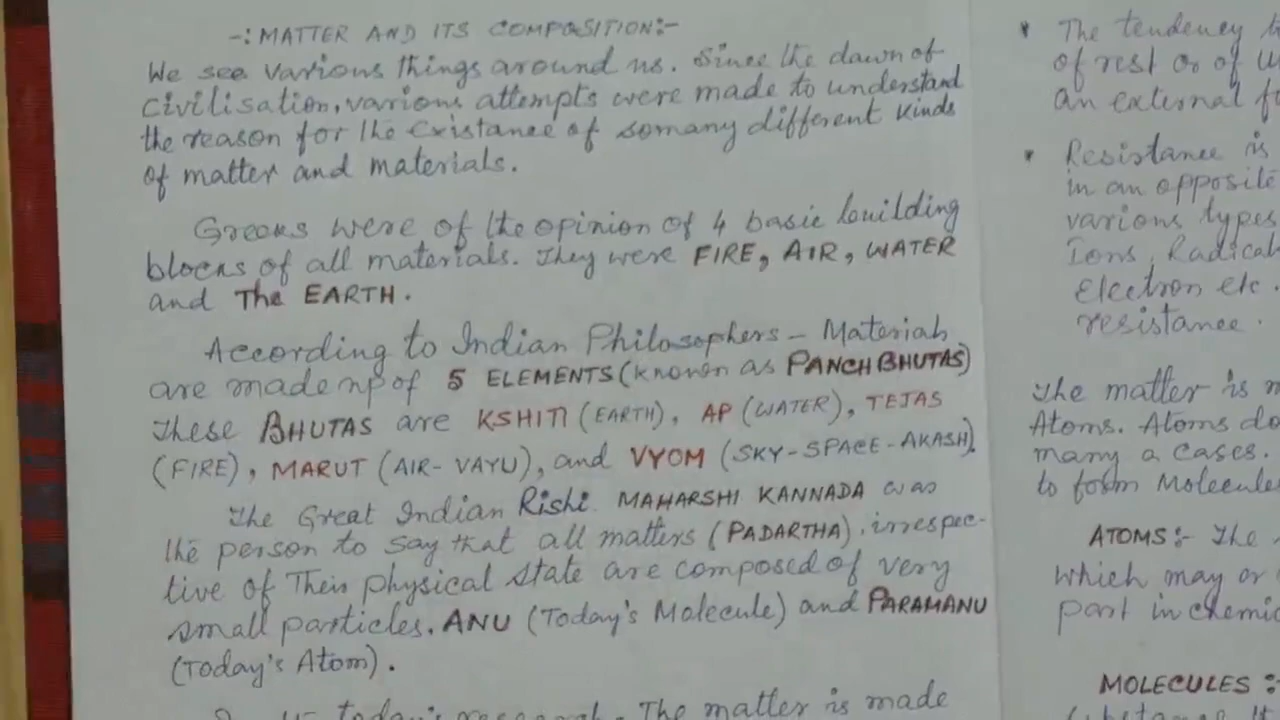 -: MATTER AND ITS COMPOSITION:-
We see various things around us. Since the dawn of
Civilisation, various attempts were made to understand
the reason for the existance of somany different kinds
of matter and materials.
Greeks were of the opinion of 4 basic building
blocks of all materials. They were FIRE, AIR, WATER
and The EARTH.
According to Indian Philosophers - Materials
are made up of 5 ELEMENTS (known as PANCH BHUTAS)
These BHUTAS are KSHITI (EARTH), AP (WATER), TEJAS
(FIRE), MARUT (AIR-VAYU), and VYOM (SKY-SPACE-AKASH).
The Great Indian Rishi MAHARSHI KANNADA was
the person to say that all matters (PADARTHA), irrespec-
tive of Their physical state are composed of very
small particles. ANU (Today's Molecule) and PARAMANU
(Today's Atom).
today's The matter is made
• The tendency
of rest or of
an external
• Resistance is
in an opposite
various types
Ions, Radical
Electron etc.
resistance.
The matter is
Atoms. Atoms do
many a cases.
to form Molecule
ATOMS:- The
which may or
part in chemic
MOLECULES:-